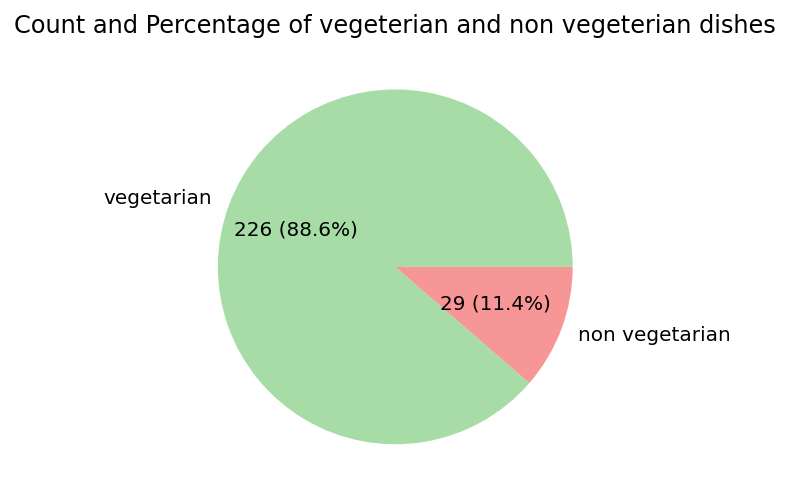 Count and Percentage of vegeterian and non vegeterian dishes
vegetarian
226 (88.6%)
29 (11.4%)
non vegetarian